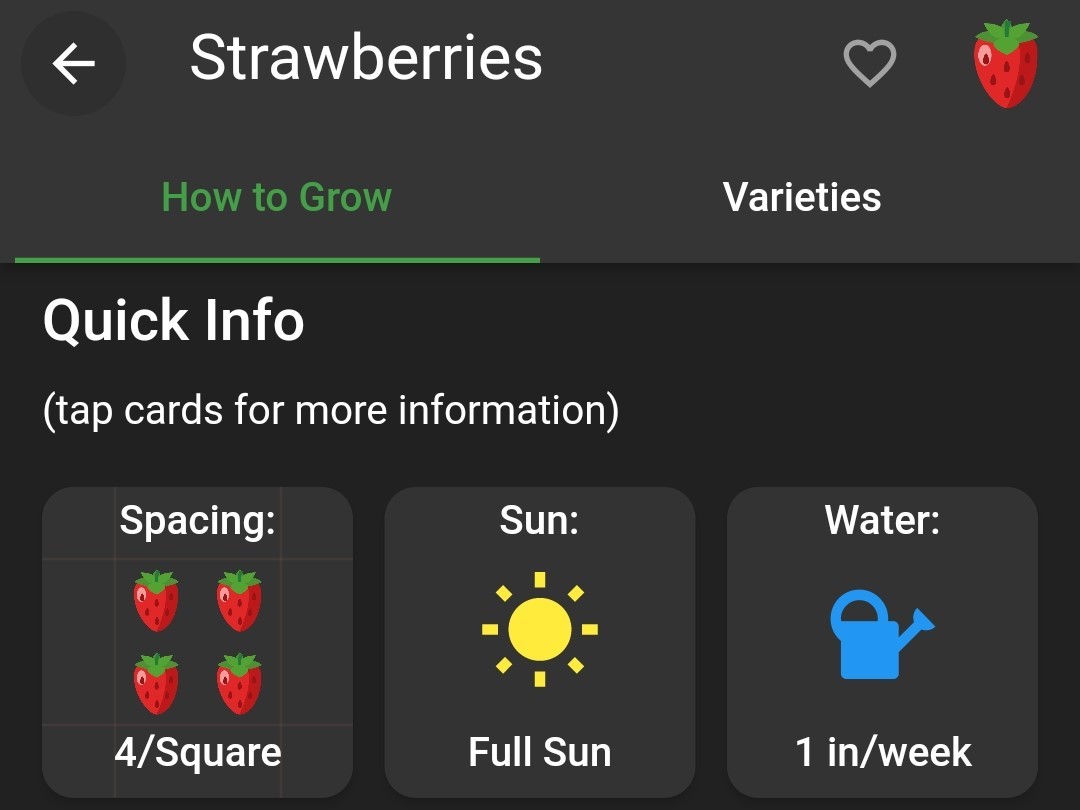 Strawberries
How to Grow
Varieties
Quick Info
(tap cards for more information)
Spacing:
4/Square
Sun:
Full Sun
Water:
1 in/week